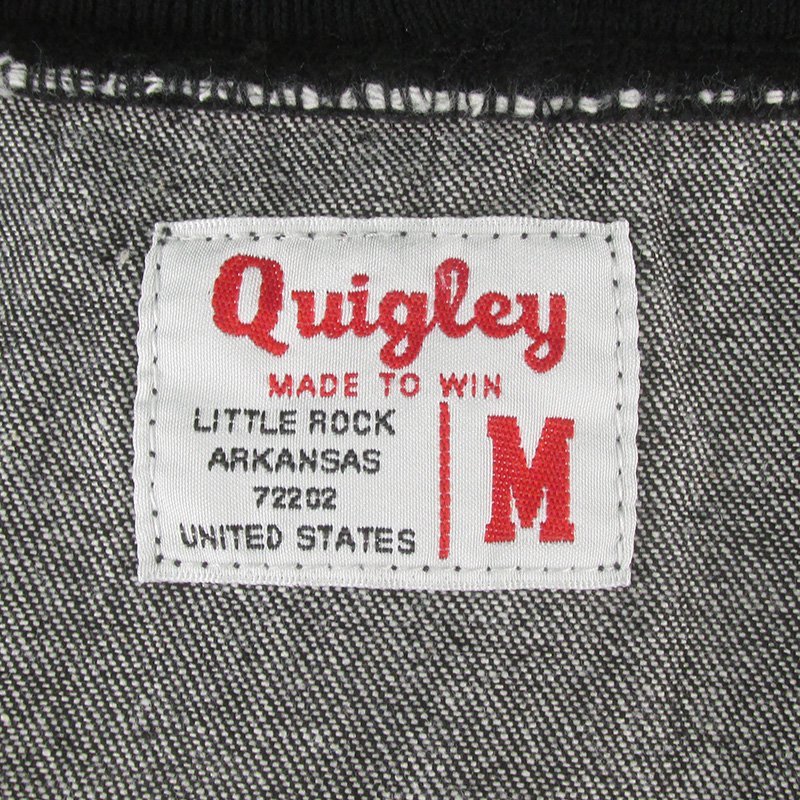 Quigley
MADE TO WIN
LITTLE ROCK
ARKANSAS
72202
UNITED STATES
M